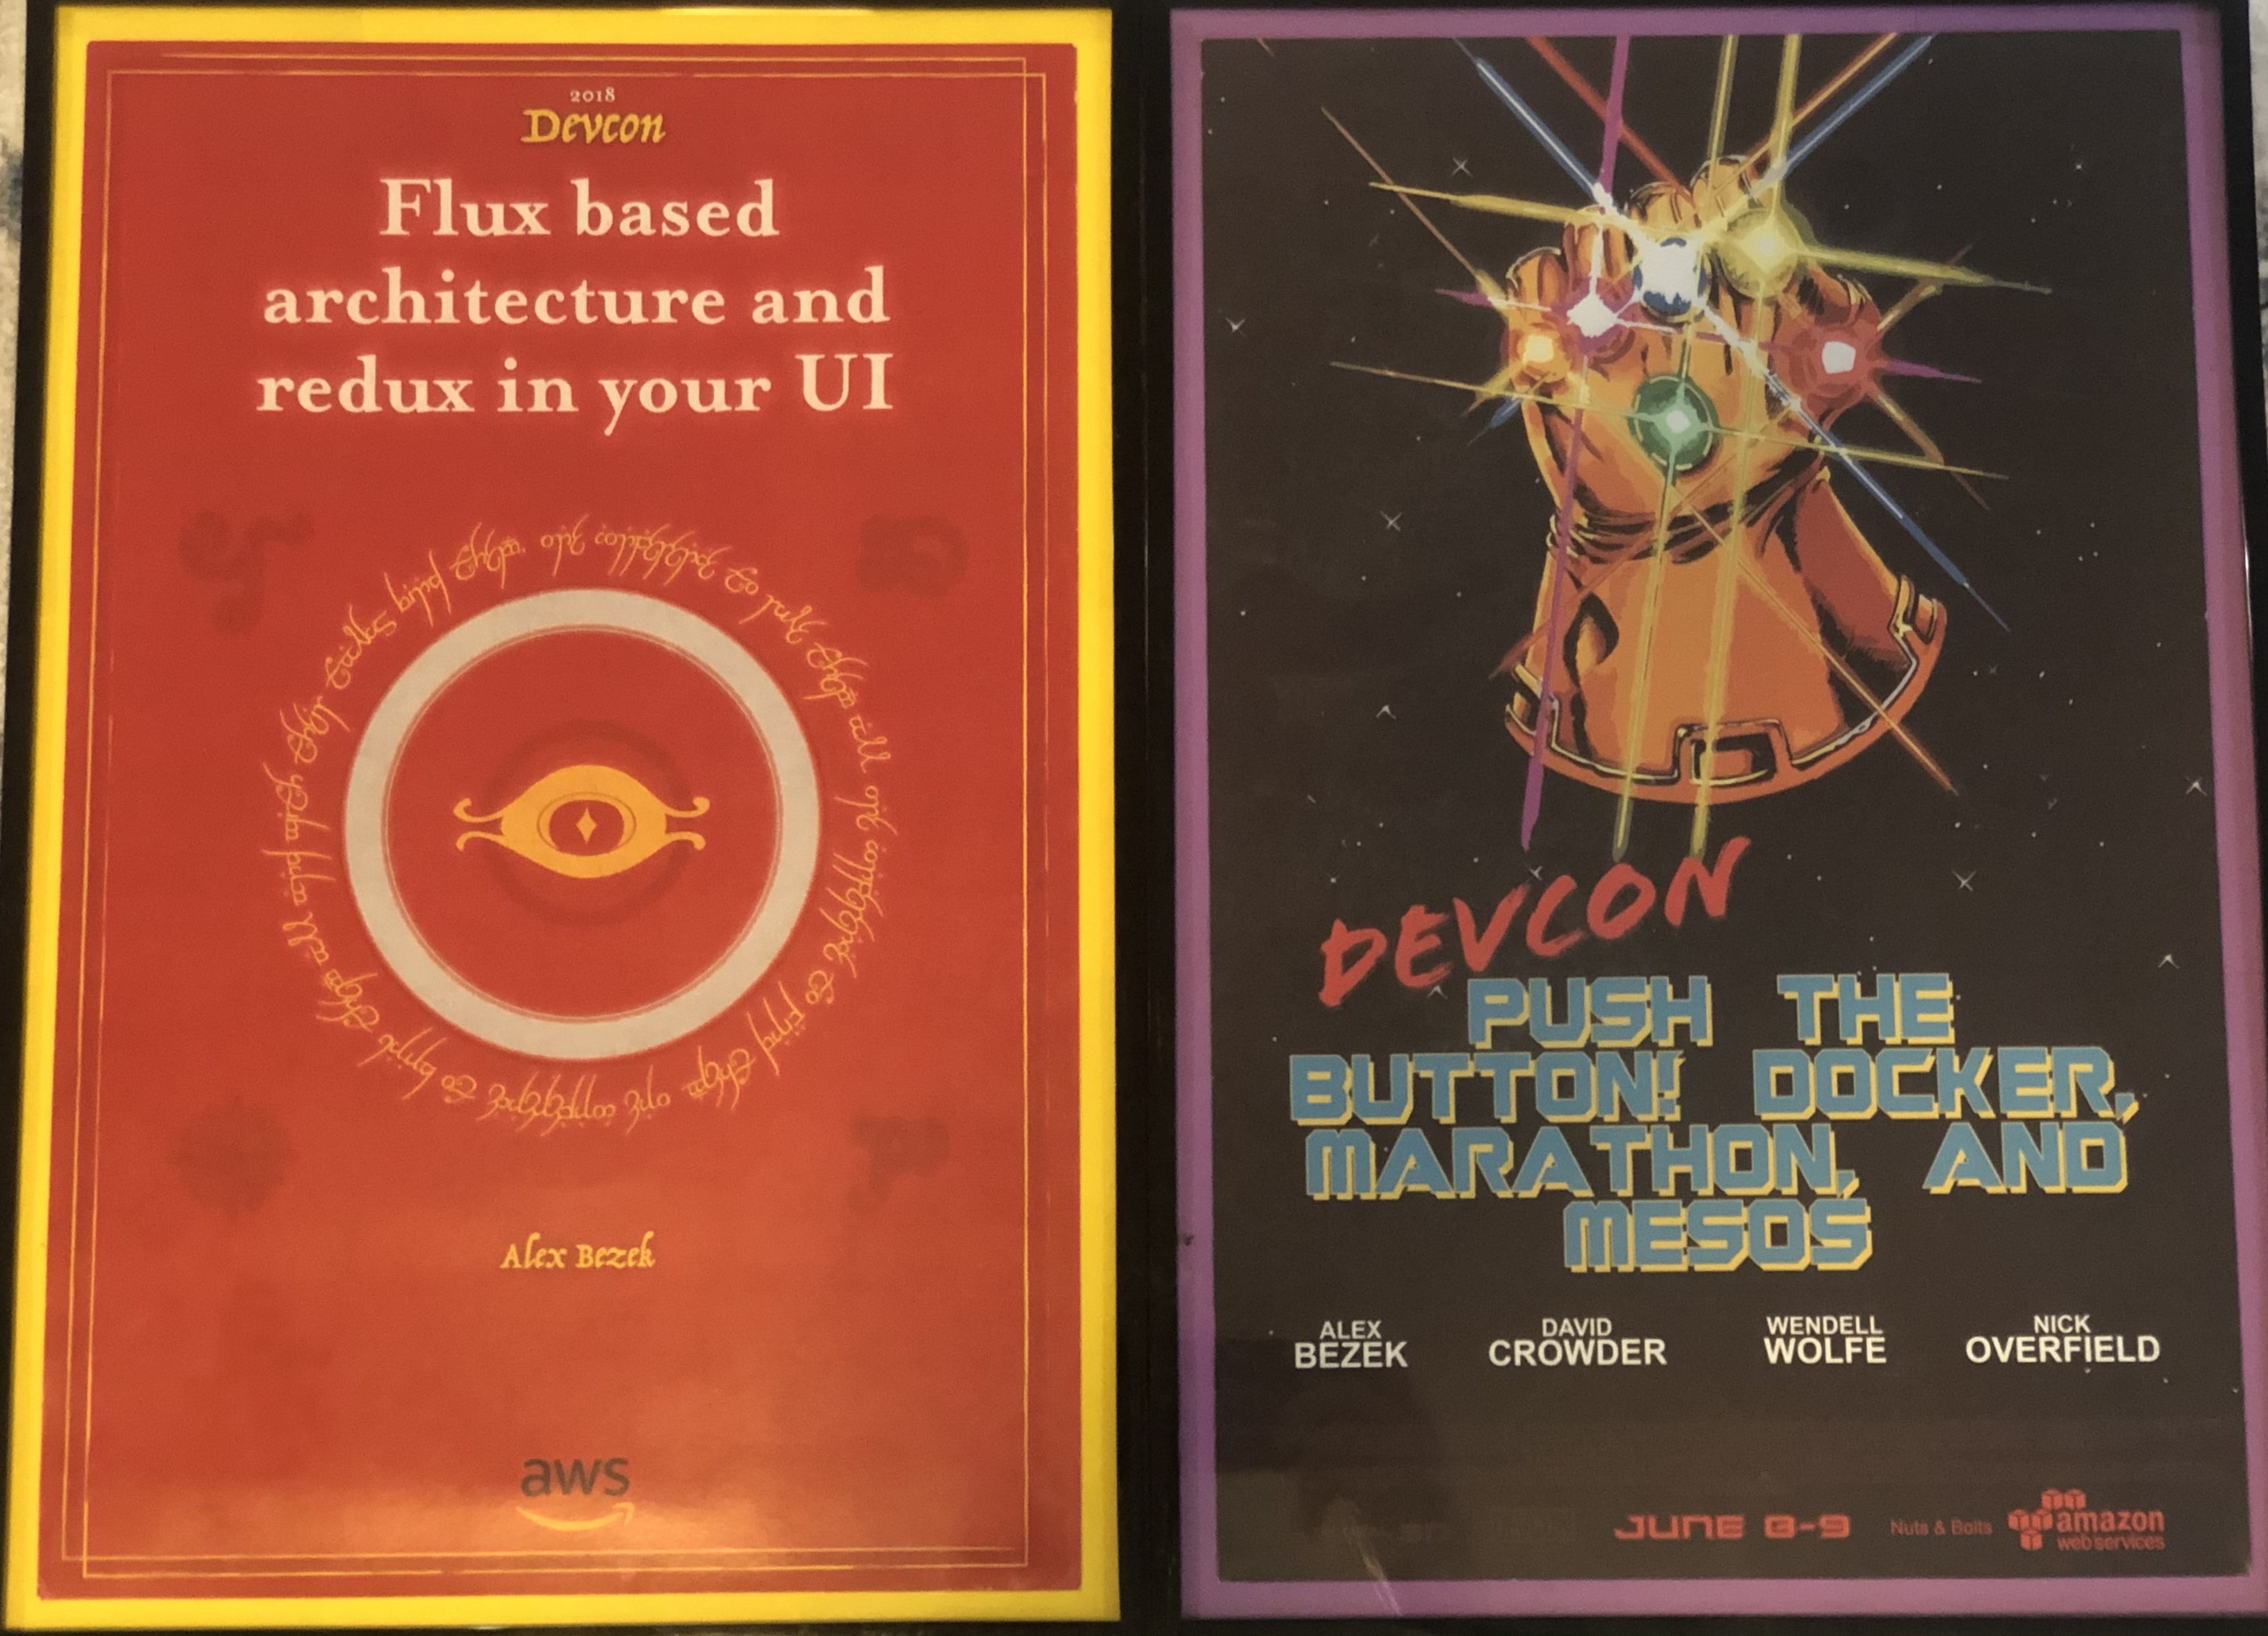 2018
Devcon
Flux based
architecture and
redux in your UI
Alex Bezek
aws
DEVCON
PUSH THE
BUTTON! DOCKER,
MARATHON, AND
MESOS
ALEX
BEZEK
DAVID
CROWDER
WENDELL
WOLFE
NICK
OVERFIELD
JUNE 8-9
Nuts & Bolts
amazon
web services